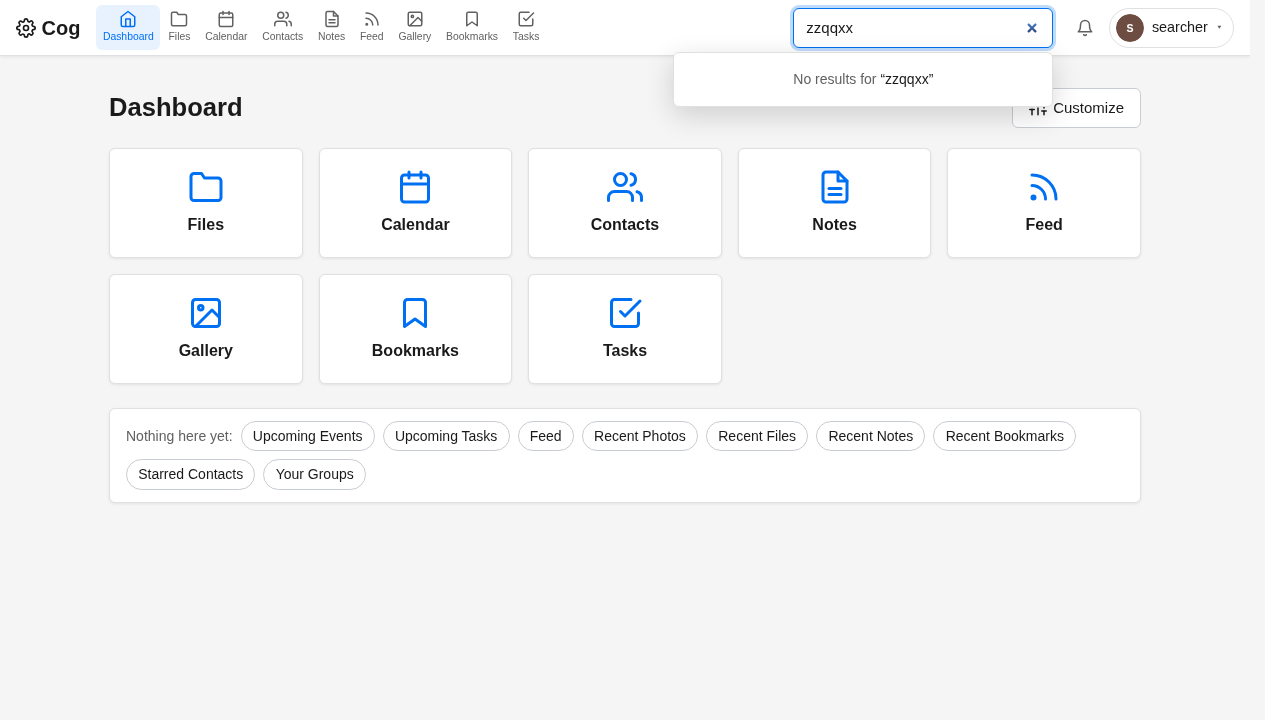 Cog
Dashboard Files Calendar Contacts Notes Feed Gallery Bookmarks Tasks
zzqqxx
S searcher
No results for “zzqqxx”
Dashboard
Customize
Files Calendar Contacts Notes Feed
Gallery Bookmarks Tasks
Nothing here yet: Upcoming Events Upcoming Tasks Feed Recent Photos Recent Files Recent Notes Recent Bookmarks
Starred Contacts Your Groups